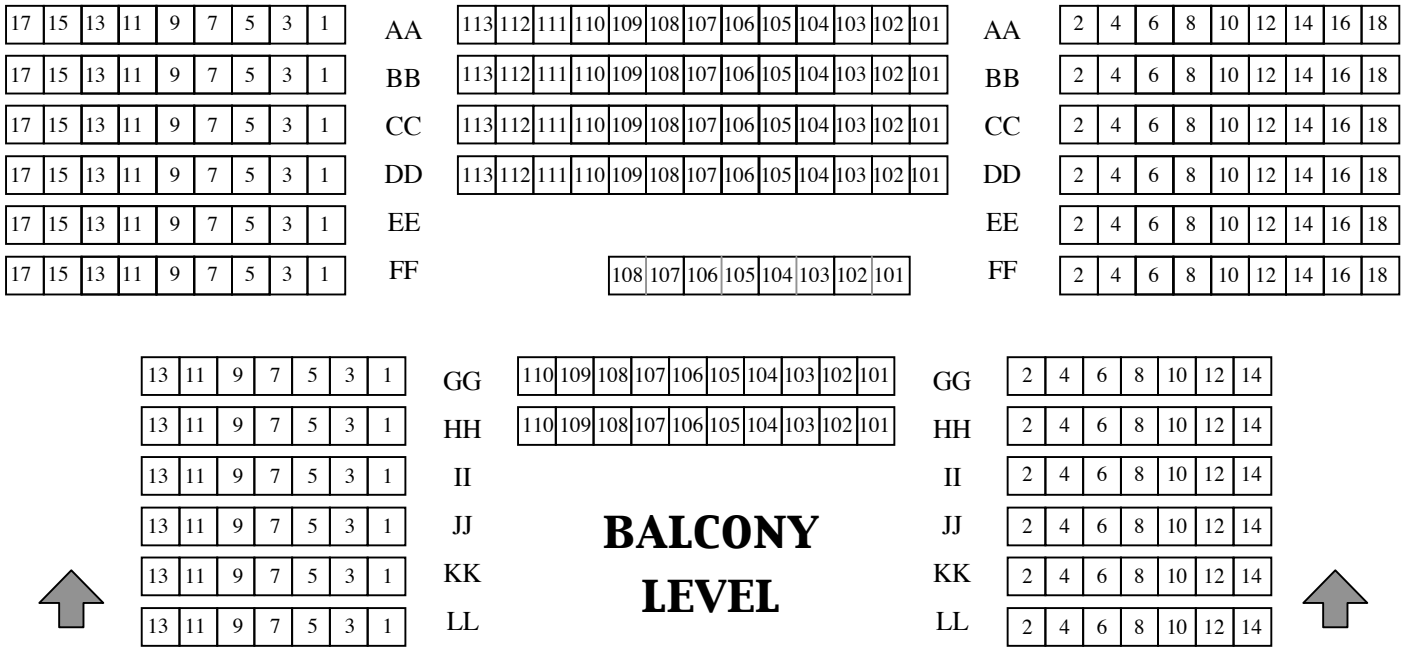 17 15 13 11 9 7 5 3 1 AA 113 112 111 110 109 108 107 106 105 104 103 102 101 AA 2 4 6 8 10 12 14 16 18
17 15 13 11 9 7 5 3 1 BB 113 112 111 110 109 108 107 106 105 104 103 102 101 BB 2 4 6 8 10 12 14 16 18
17 15 13 11 9 7 5 3 1 CC 113 112 111 110 109 108 107 106 105 104 103 102 101 CC 2 4 6 8 10 12 14 16 18
17 15 13 11 9 7 5 3 1 DD 113 112 111 110 109 108 107 106 105 104 103 102 101 DD 2 4 6 8 10 12 14 16 18
17 15 13 11 9 7 5 3 1 EE EE 2 4 6 8 10 12 14 16 18
17 15 13 11 9 7 5 3 1 FF 108 107 106 105 104 103 102 101 FF 2 4 6 8 10 12 14 16 18
13 11 9 7 5 3 1 GG 110 109 108 107 106 105 104 103 102 101 GG 2 4 6 8 10 12 14
13 11 9 7 5 3 1 HH 110 109 108 107 106 105 104 103 102 101 HH 2 4 6 8 10 12 14
13 11 9 7 5 3 1 II II 2 4 6 8 10 12 14
13 11 9 7 5 3 1 JJ BALCONY JJ 2 4 6 8 10 12 14
13 11 9 7 5 3 1 KK LEVEL KK 2 4 6 8 10 12 14
13 11 9 7 5 3 1 LL LL 2 4 6 8 10 12 14